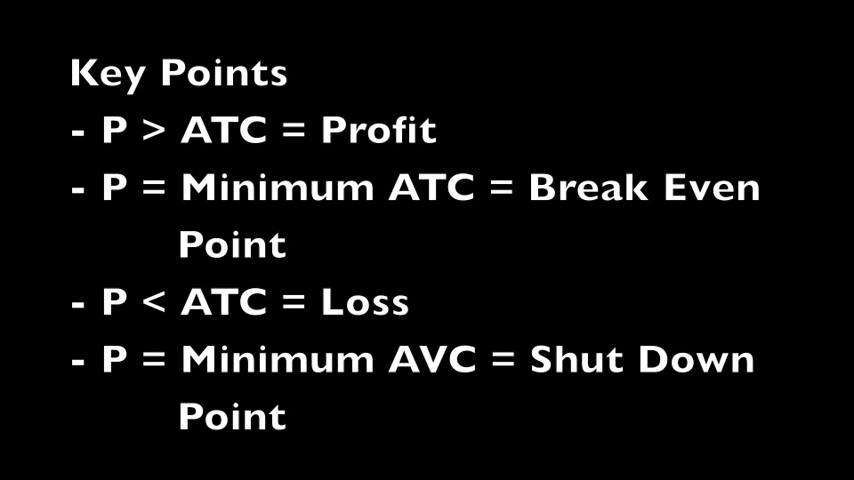 Key Points
- P > ATC = Profit
- P = Minimum ATC = Break Even
Point
- P < ATC = Loss
- P = Minimum AVC = Shut Down
Point